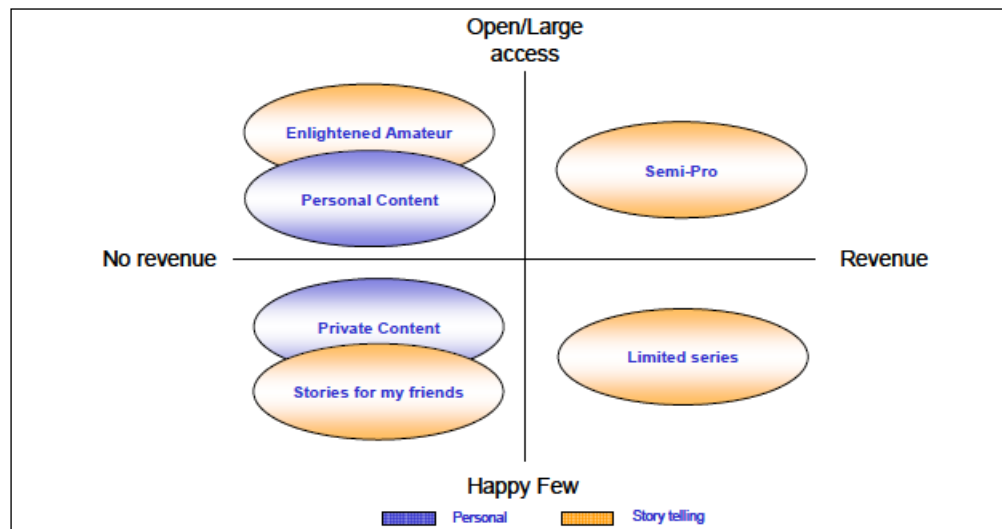 Open/Large
access
Enlightened Amateur
Semi-Pro
Personal Content
No revenue
Revenue
Private Content
Limited series
Stories for my friends
Happy Few
Personal
Story telling